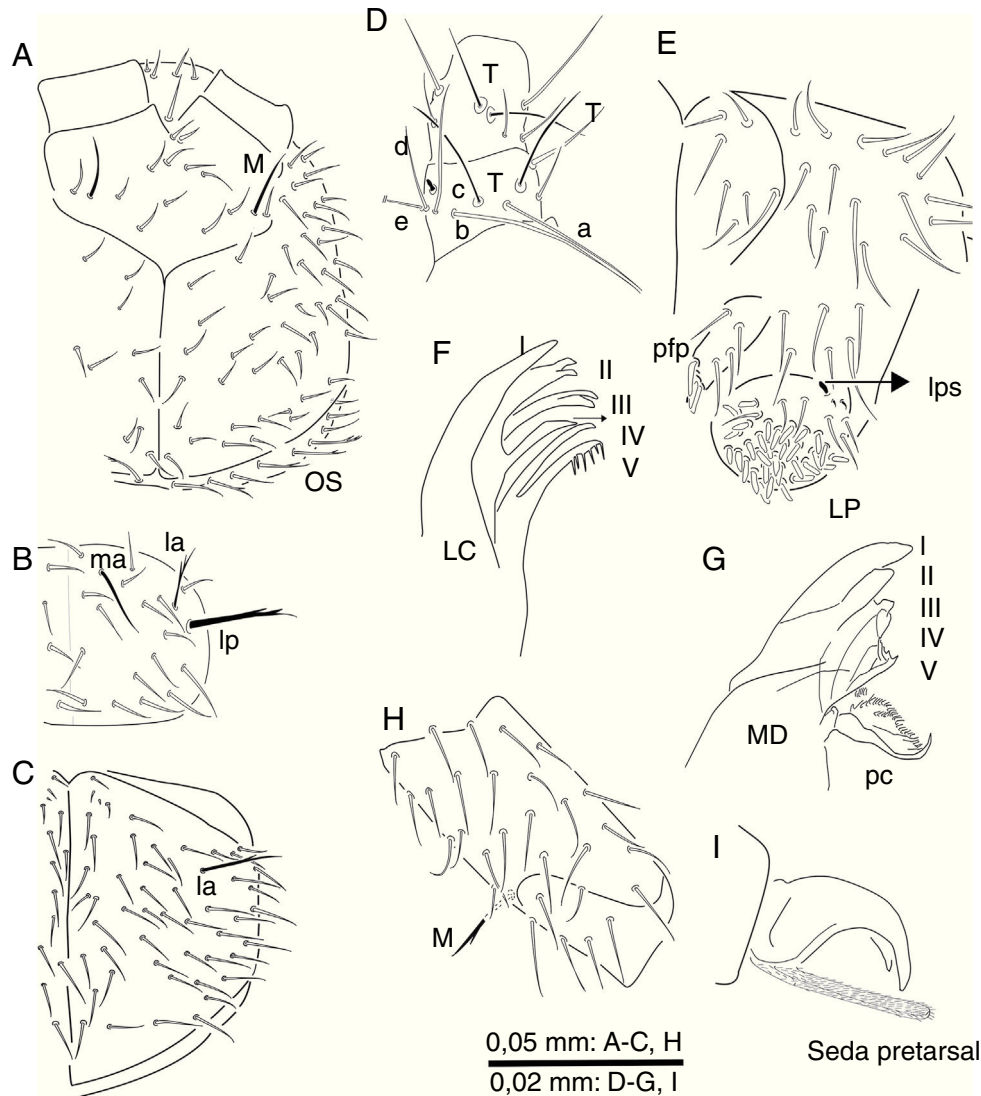 A
M
OS
B
ma
la
lp
C
la
D
T
T
T
d
c
e
b
a
E
pfp
lps
LP
F
I
II
III
IV
V
LC
G
I
II
III
IV
V
MD
pc
H
M
I
Seda pretarsal
0,05 mm: A-C, H
0,02 mm: D-G, I